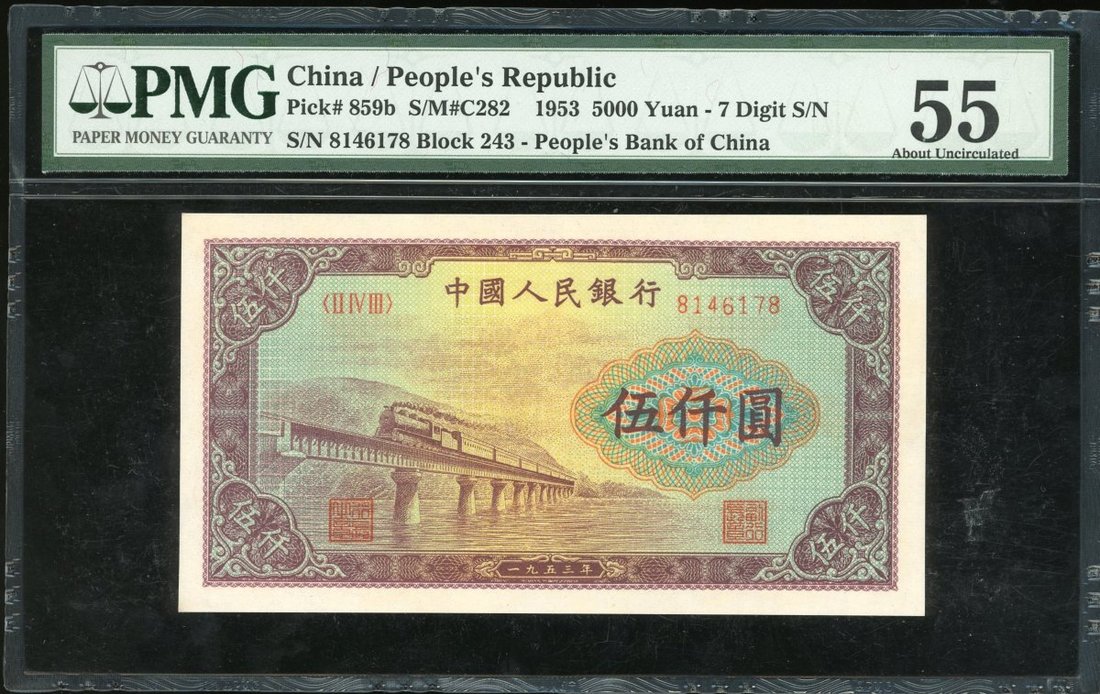 PMG
PAPER MONEY GUARANTY
China / People's Republic
Pick# 859b S/M#C282 1953 5000 Yuan - 7 Digit S/N
S/N 8146178 Block 243 - People's Bank of China
55
About Uncirculated
伍仟
伍仟
中國人民銀行
〈II IV III〉
8146178
伍仟圓
伍仟
伍仟
一九五三年